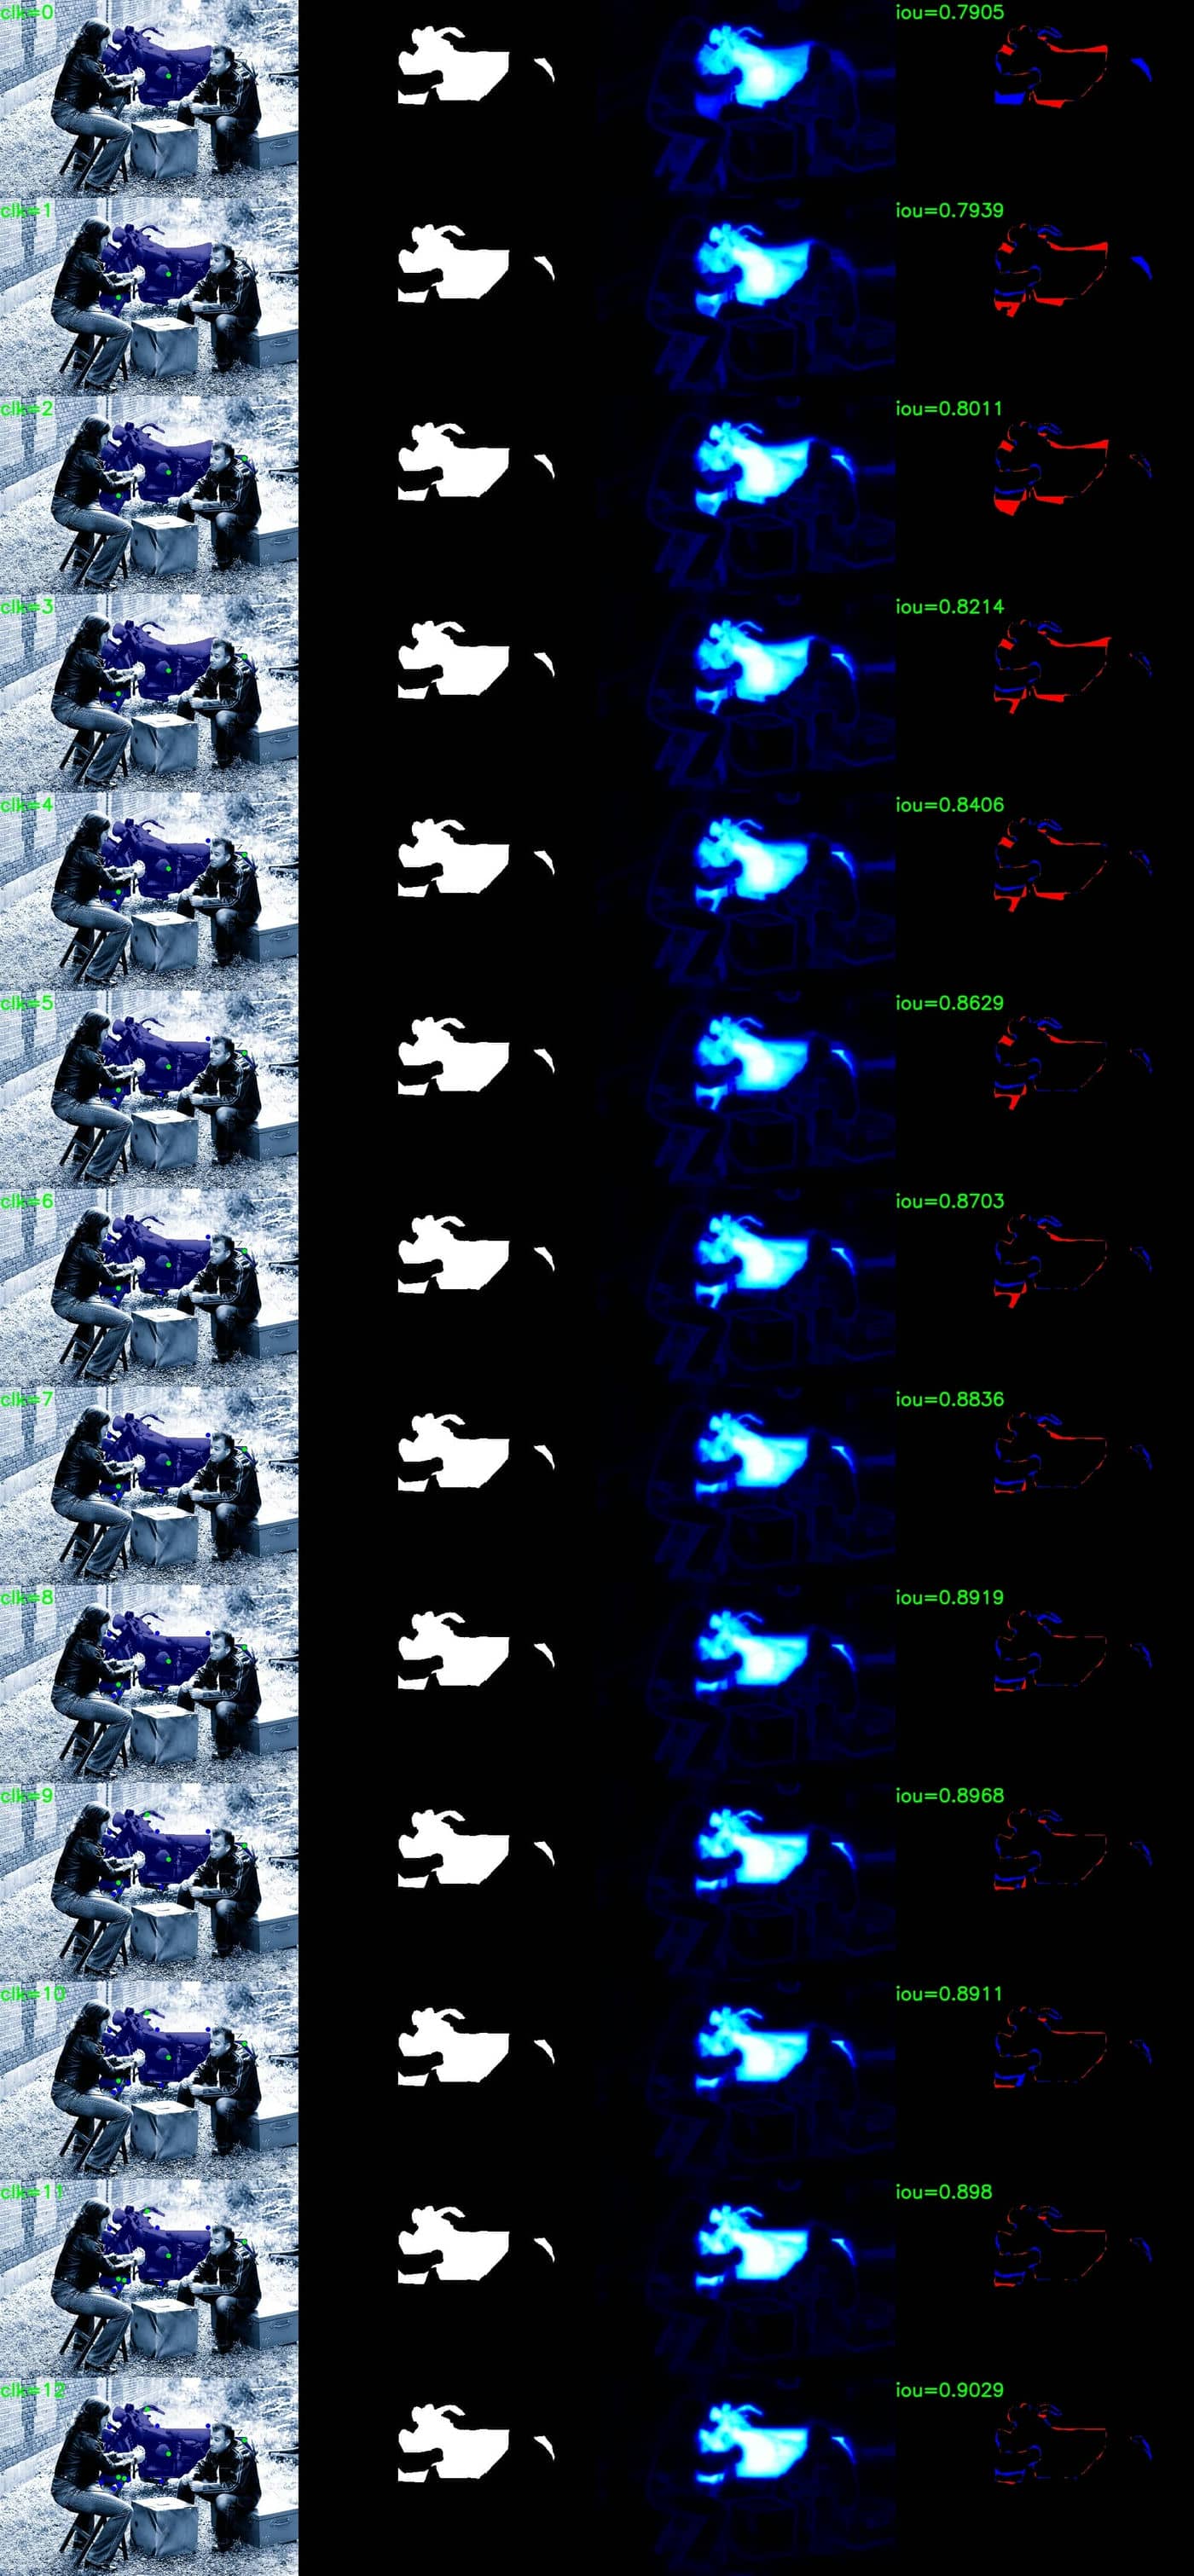 clk=0 iou=0.7905
clk=1 iou=0.7939
clk=2 iou=0.8011
clk=3 iou=0.8214
clk=4 iou=0.8406
clk=5 iou=0.8629
clk=6 iou=0.8703
clk=7 iou=0.8836
clk=8 iou=0.8919
clk=9 iou=0.8968
clk=10 iou=0.8911
clk=11 iou=0.898
clk=12 iou=0.9029